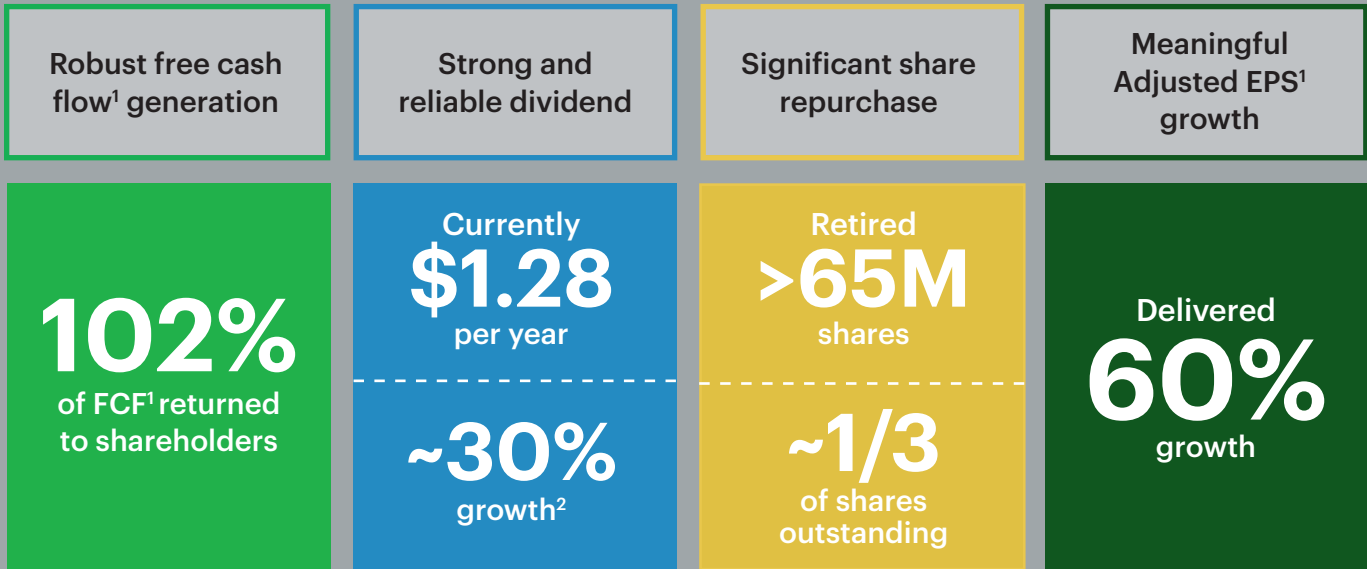 Robust free cash
flow¹ generation
Strong and
reliable dividend
Significant share
repurchase
Meaningful
Adjusted EPS¹
growth
102%
of FCF¹ returned
to shareholders
Currently
$1.28
per year
~30%
growth²
Retired
>65M
shares
~1/3
of shares
outstanding
Delivered
60%
growth